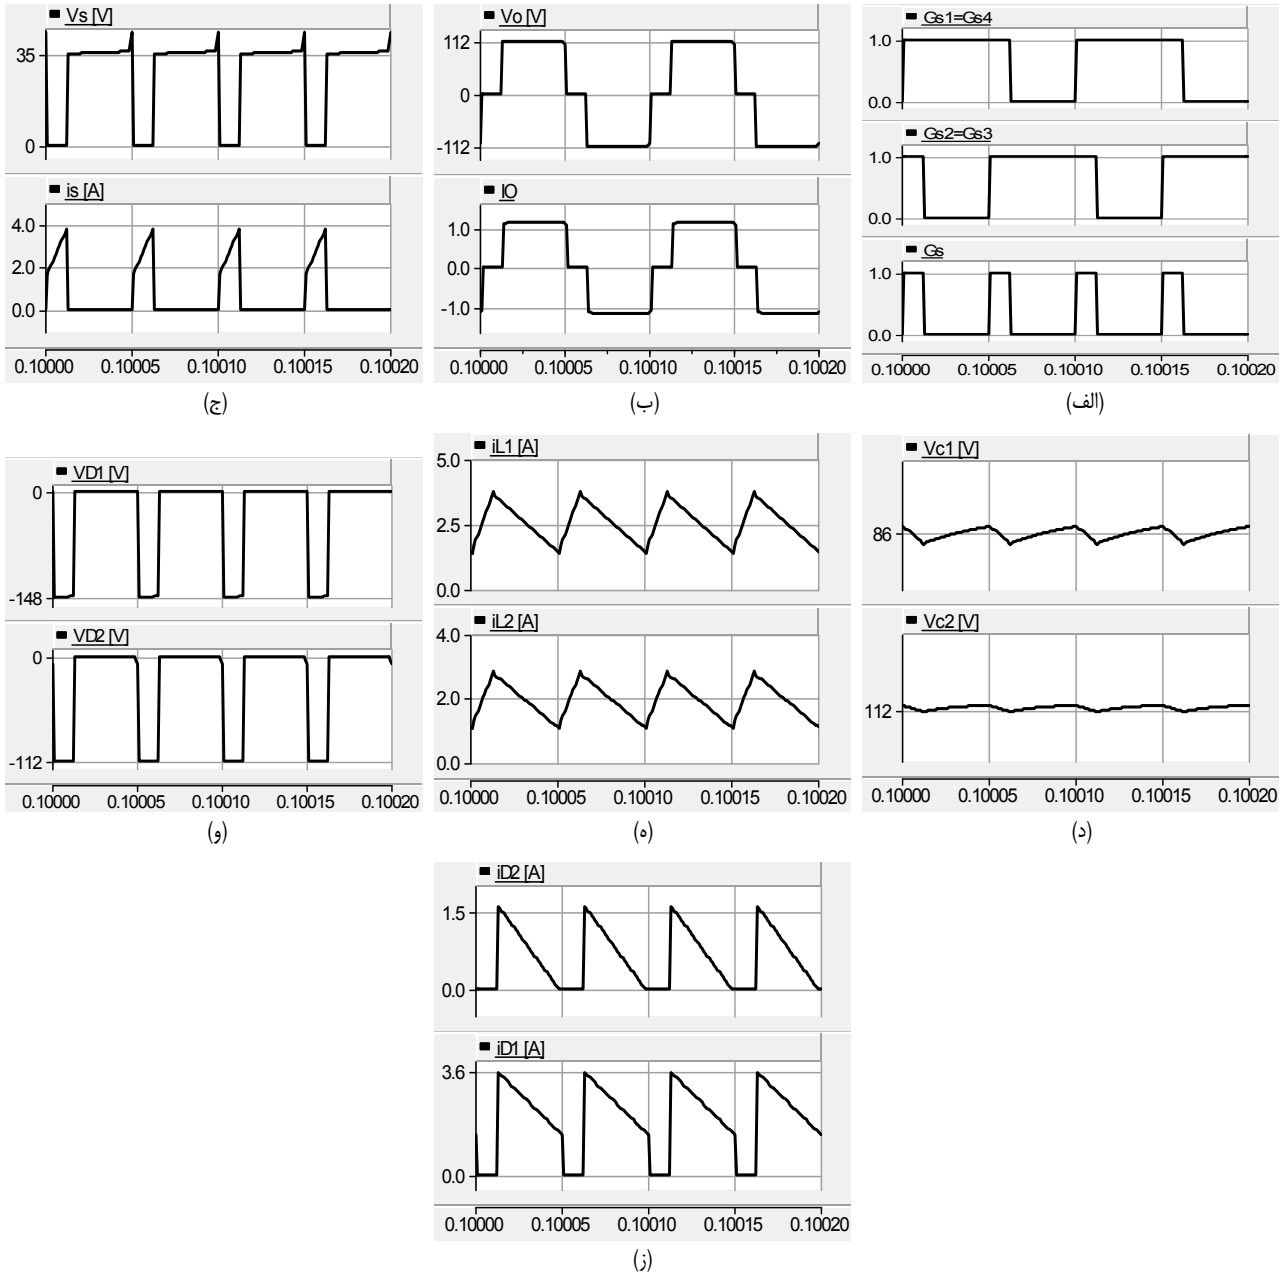 Vs [V]
35
0
is [A]
4.0
2.0
0.0
0.10000 0.10005 0.10010 0.10015 0.10020
(ج)
Vo [V]
112
0
-112
IO
1.0
0.0
-1.0
0.10000 0.10005 0.10010 0.10015 0.10020
(ب)
Gs1=Gs4
1.0
0.0
Gs2=Gs3
1.0
0.0
Gs
1.0
0.0
0.10000 0.10005 0.10010 0.10015 0.10020
(الف)
VD1 [V]
0
-148
VD2 [V]
0
-112
0.10000 0.10005 0.10010 0.10015 0.10020
(و)
iL1 [A]
5.0
2.5
0.0
iL2 [A]
4.0
2.0
0.0
0.10000 0.10005 0.10010 0.10015 0.10020
(ه)
Vc1 [V]
86
Vc2 [V]
112
0.10000 0.10005 0.10010 0.10015 0.10020
(د)
iD2 [A]
1.5
0.0
iD1 [A]
3.6
0.0
0.10000 0.10005 0.10010 0.10015 0.10020
(ز)